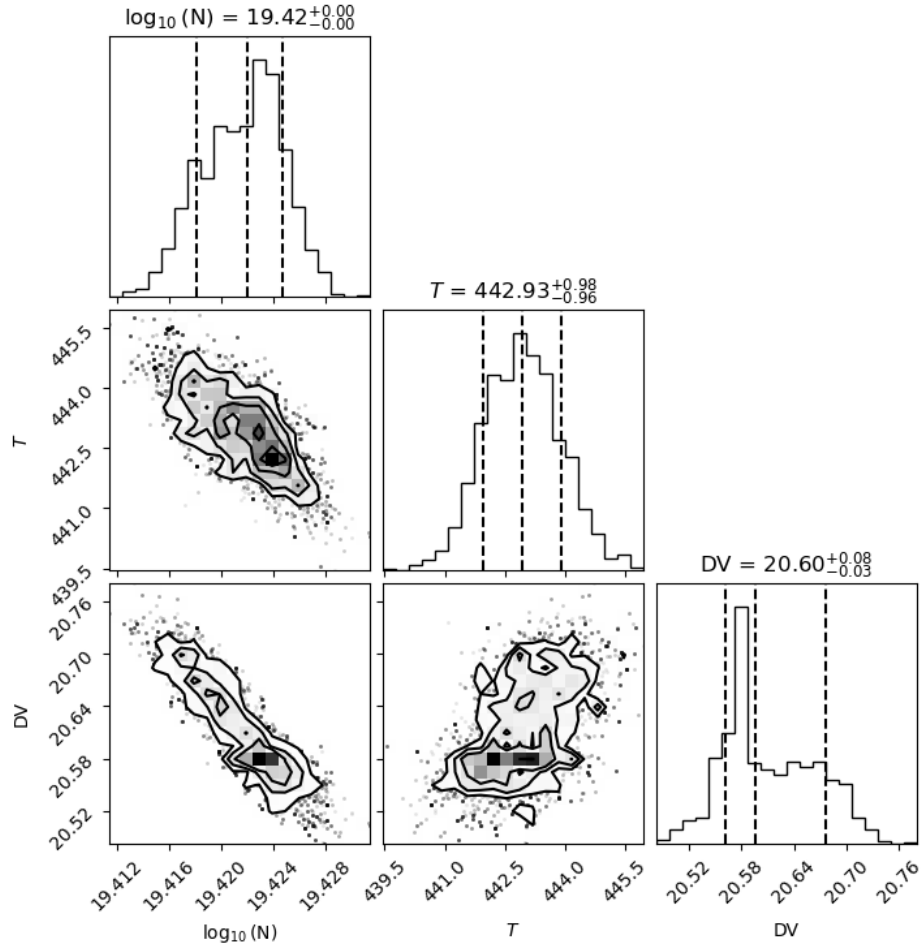 log₁₀ (N) = 19.42⁺⁰·⁰⁰₋₀.₀₀
T = 442.93⁺⁰·⁹⁸₋₀.₉₆
DV = 20.60⁺⁰·⁰⁸₋₀.₀₃
445.5
444.0
442.5
441.0
439.5
T
20.76
20.70
20.64
20.58
20.52
DV
19.412 19.416 19.420 19.424 19.428
log₁₀ (N)
439.5 441.0 442.5 444.0 445.5
T
20.52 20.58 20.64 20.70 20.76
DV